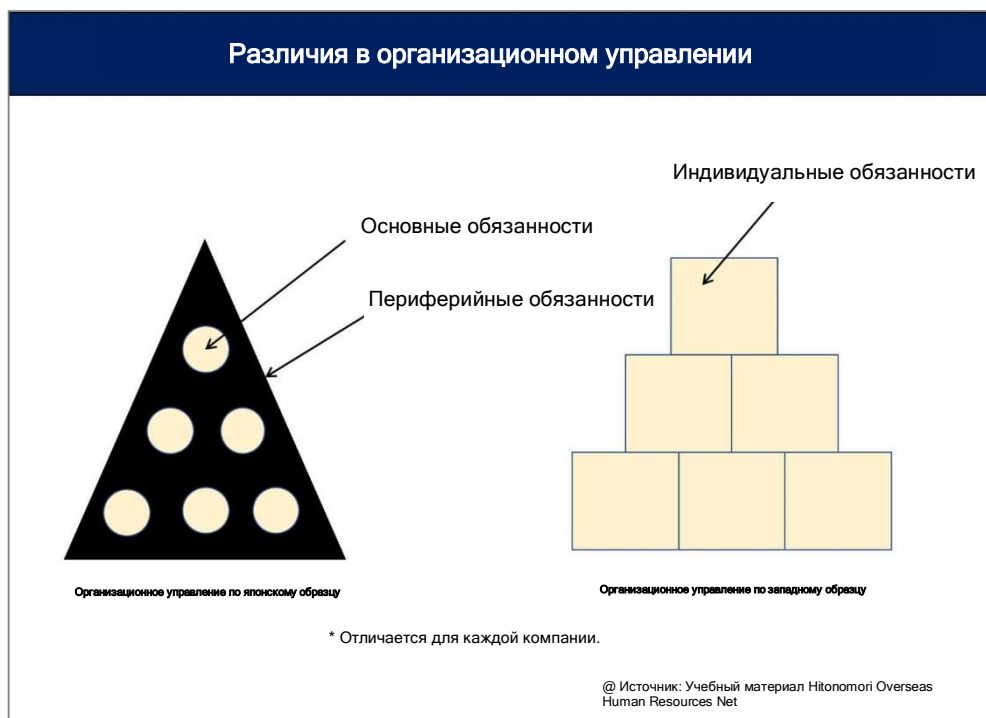 Различия в организационном управлении
Индивидуальные обязанности
Основные обязанности
Периферийные обязанности
Организационное управление по японскому образцу
Организационное управление по западному образцу
* Отличается для каждой компании.
@ Источник: Учебный материал Hitonomori Overseas
Human Resources Net